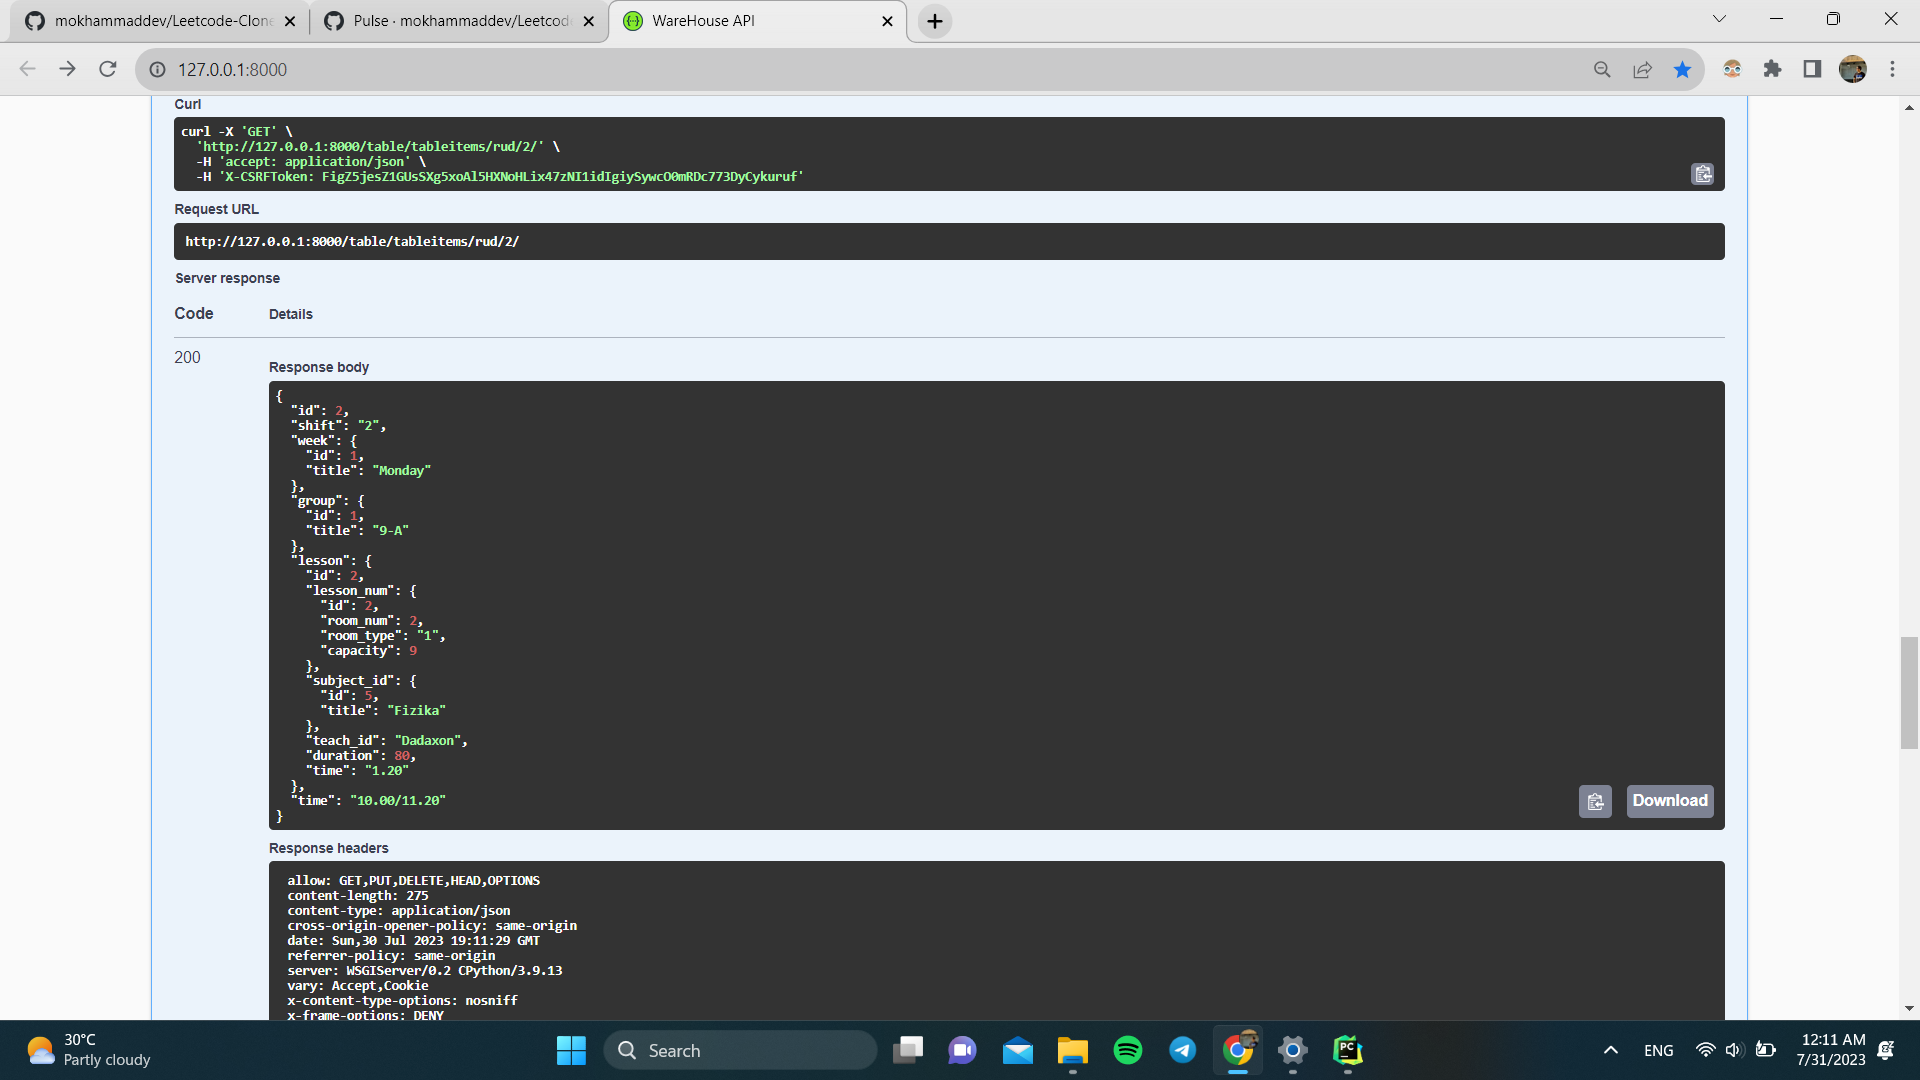 mokhammaddev/Leetcode-Clone
Pulse · mokhammaddev/Leetcode
WareHouse API
127.0.0.1:8000
Curl
curl -X 'GET' \
'http://127.0.0.1:8000/table/tableitems/rud/2/' \
-H 'accept: application/json' \
-H 'X-CSRFToken: FigZ5jesZ1GUsSXg5xoAl5HXNoHLix47zNI1idIgiySywcO0mRDc773DyCykuruf'
Request URL
http://127.0.0.1:8000/table/tableitems/rud/2/
Server response
Code Details
200
Response body
{
"id": 2,
"shift": "2",
"week": {
"id": 1,
"title": "Monday"
},
"group": {
"id": 1,
"title": "9-A"
},
"lesson": {
"id": 2,
"lesson_num": {
"id": 2,
"room_num": 2,
"room_type": "1",
"capacity": 9
},
"subject_id": {
"id": 5,
"title": "Fizika"
},
"teach_id": "Dadaxon",
"duration": 80,
"time": "1.20"
},
"time": "10.00/11.20"
}
Download
Response headers
allow: GET,PUT,DELETE,HEAD,OPTIONS
content-length: 275
content-type: application/json
cross-origin-opener-policy: same-origin
date: Sun,30 Jul 2023 19:11:29 GMT
referrer-policy: same-origin
server: WSGIServer/0.2 CPython/3.9.13
vary: Accept,Cookie
x-content-type-options: nosniff
x-frame-options: DENY
30°C
Partly cloudy
Search
PC
ENG
12:11 AM
7/31/2023